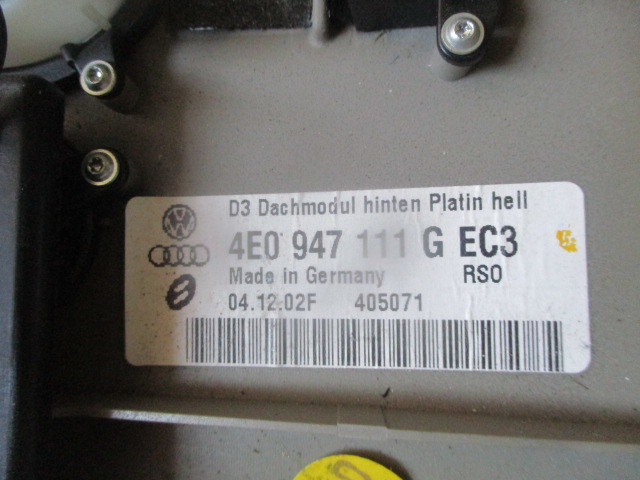 D3 Dachmodul hinten Platin hell
4E0 947 111 G EC3
Made in Germany RSO
04.12.02F 405071